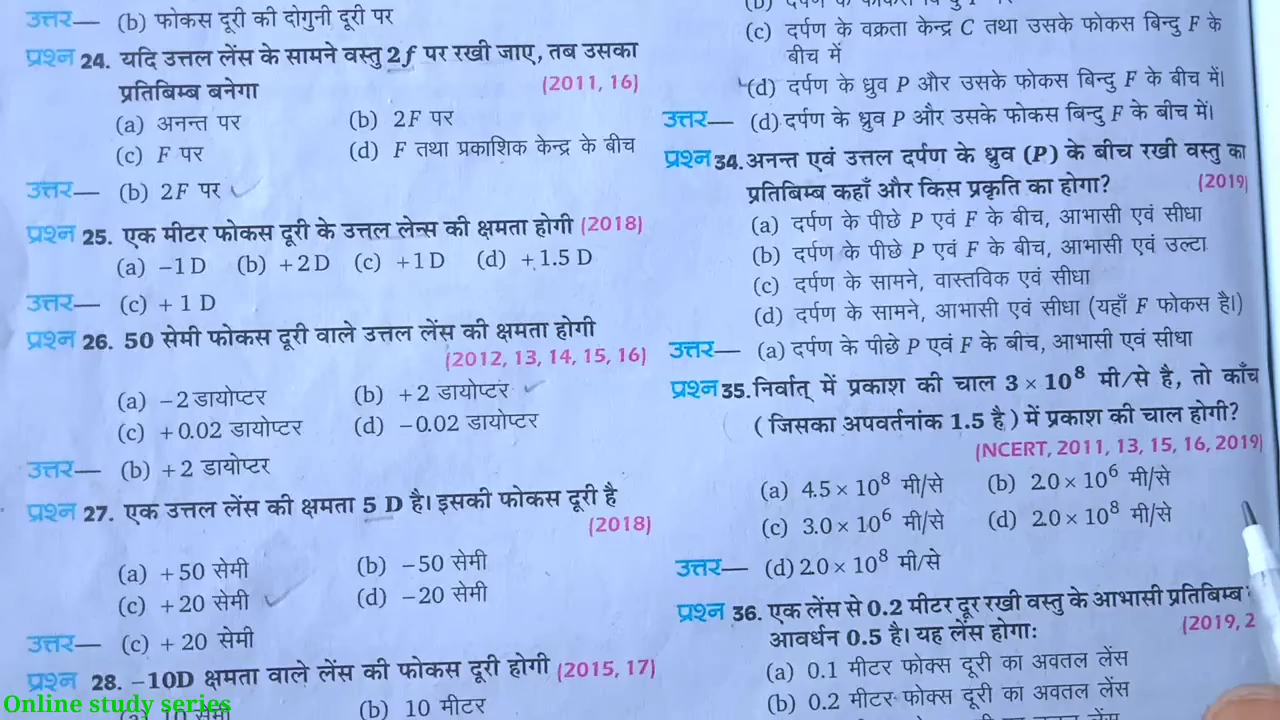 उत्तर— (b) फोकस दूरी की दोगुनी दूरी पर
प्रश्न 24. यदि उत्तल लेंस के सामने वस्तु 2f पर रखी जाए, तब उसका
प्रतिबिम्ब बनेगा (2011, 16)
(a) अनन्त पर (b) 2F पर
(c) F पर (d) F तथा प्रकाशिक केन्द्र के बीच
उत्तर— (b) 2F पर
प्रश्न 25. एक मीटर फोकस दूरी के उत्तल लेन्स की क्षमता होगी (2018)
(a) −1 D (b) +2 D (c) +1 D (d) +1.5 D
उत्तर— (c) +1 D
प्रश्न 26. 50 सेमी फोकस दूरी वाले उत्तल लेंस की क्षमता होगी
(2012, 13, 14, 15, 16)
(a) −2 डायोप्टर (b) +2 डायोप्टर
(c) +0.02 डायोप्टर (d) −0.02 डायोप्टर
उत्तर— (b) +2 डायोप्टर
प्रश्न 27. एक उत्तल लेंस की क्षमता 5 D है। इसकी फोकस दूरी है
(2018)
(a) +50 सेमी (b) −50 सेमी
(c) +20 सेमी (d) −20 सेमी
उत्तर— (c) +20 सेमी
प्रश्न 28. −10D क्षमता वाले लेंस की फोकस दूरी होगी (2015, 17)
(b) 10 मीटर
(c) दर्पण के वक्रता केन्द्र C तथा उसके फोकस बिन्दु F के
बीच में
(d) दर्पण के ध्रुव P और उसके फोकस बिन्दु F के बीच में।
उत्तर— (d) दर्पण के ध्रुव P और उसके फोकस बिन्दु F के बीच में।
प्रश्न 34. अनन्त एवं उत्तल दर्पण के ध्रुव (P) के बीच रखी वस्तु का
प्रतिबिम्ब कहाँ और किस प्रकृति का होगा? (2019)
(a) दर्पण के पीछे P एवं F के बीच, आभासी एवं सीधा
(b) दर्पण के पीछे P एवं F के बीच, आभासी एवं उल्टा
(c) दर्पण के सामने, वास्तविक एवं सीधा
(d) दर्पण के सामने, आभासी एवं सीधा (यहाँ F फोकस है।)
उत्तर— (a) दर्पण के पीछे P एवं F के बीच, आभासी एवं सीधा
प्रश्न 35. निर्वात् में प्रकाश की चाल 3 × 10⁸ मी/से है, तो काँच
(जिसका अपवर्तनांक 1.5 है) में प्रकाश की चाल होगी?
(NCERT, 2011, 13, 15, 16, 2019)
(a) 4.5 × 10⁸ मी/से (b) 2.0 × 10⁶ मी/से
(c) 3.0 × 10⁶ मी/से (d) 2.0 × 10⁸ मी/से
उत्तर— (d) 2.0 × 10⁸ मी/से
प्रश्न 36. एक लेंस से 0.2 मीटर दूर रखी वस्तु के आभासी प्रतिबिम्ब
आवर्धन 0.5 है। यह लेंस होगा: (2019, 2
(a) 0.1 मीटर फोक्स दूरी का अवतल लेंस
(b) 0.2 मीटर फोक्स दूरी का अवतल लेंस
Online study series